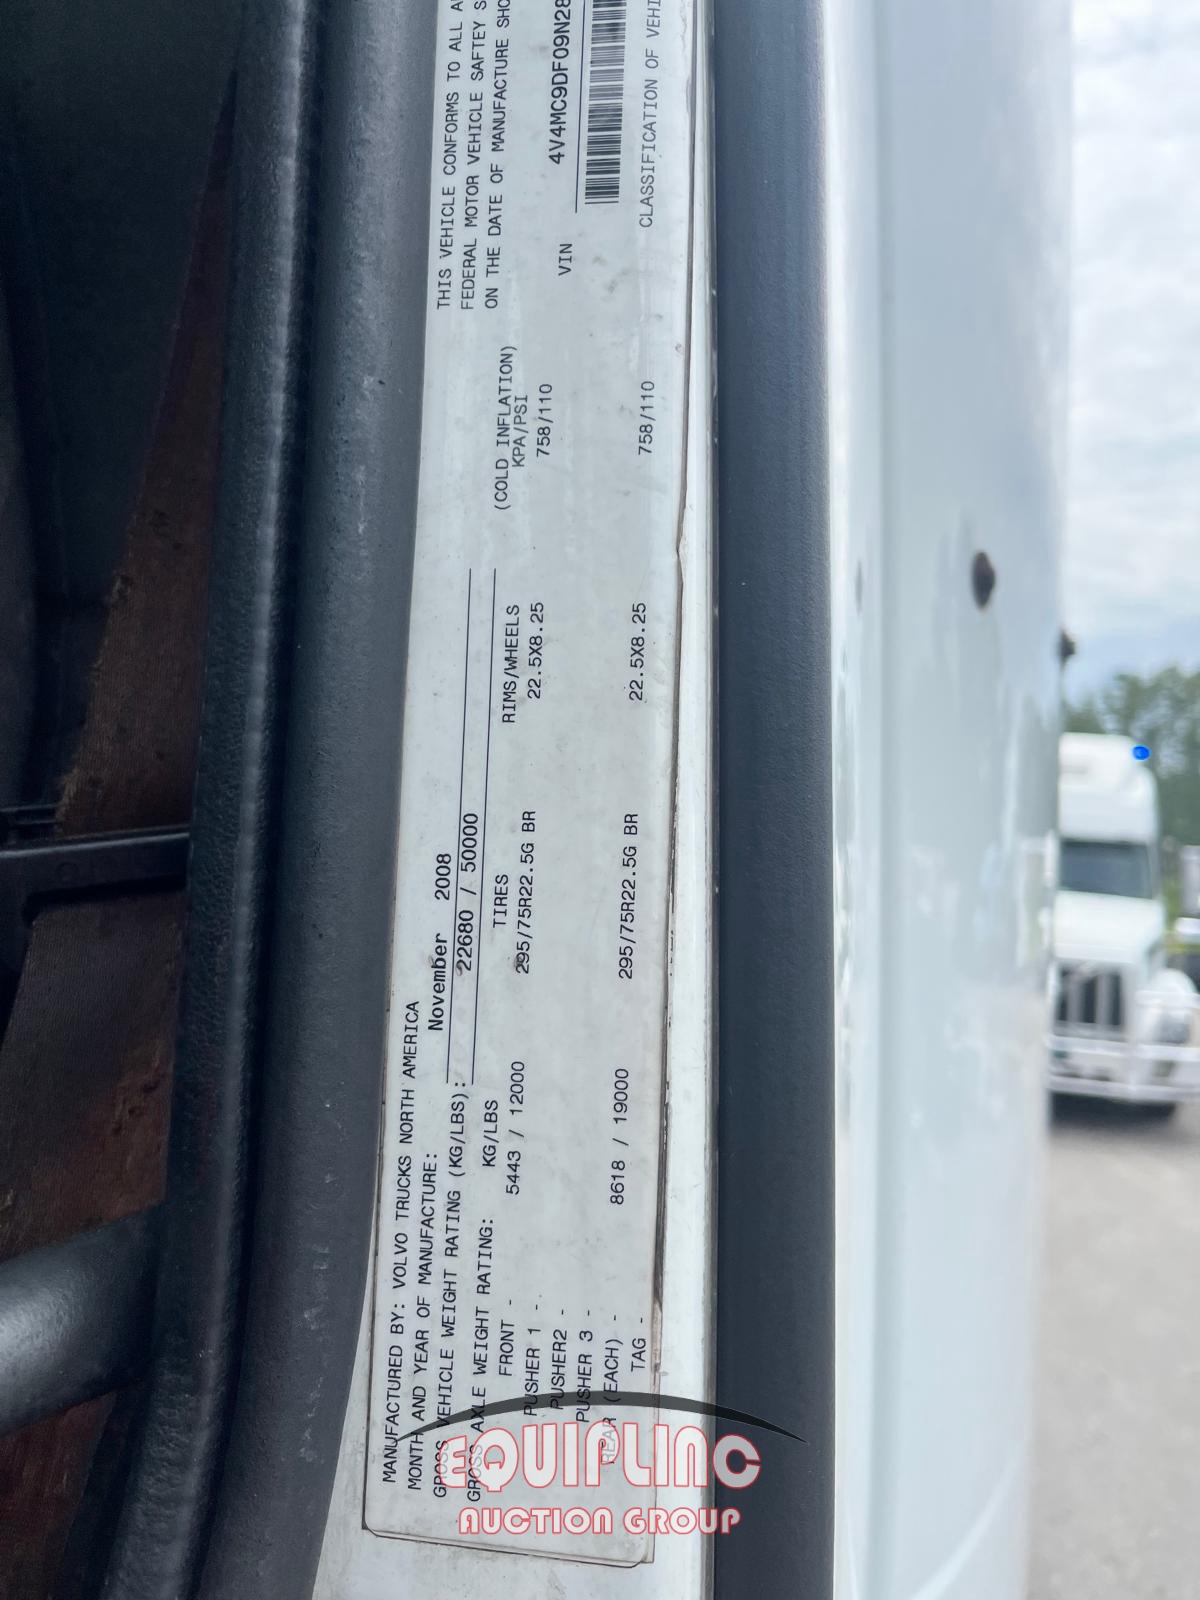 MANUFACTURED BY: VOLVO TRUCKS NORTH AMERICA
MONTH AND YEAR OF MANUFACTURE: November 2008
GROSS VEHICLE WEIGHT RATING (KG/LBS): 22680 / 50000
GROSS AXLE WEIGHT RATING: KG/LBS TIRES RIMS/WHEELS (COLD INFLATION) KPA/PSI
FRONT - 5443 / 12000 295/75R22.5G BR 22.5X8.25 758/110
PUSHER 1 -
PUSHER2 -
PUSHER 3 -
REAR (EACH) - 8618 / 19000 295/75R22.5G BR 22.5X8.25 758/110
TAG -
THIS VEHICLE CONFORMS TO ALL
FEDERAL MOTOR VEHICLE SAFTEY
ON THE DATE OF MANUFACTURE
VIN 4V4MC9DF09N28
CLASSIFICATION OF
EQUIPLINC
AUCTION GROUP